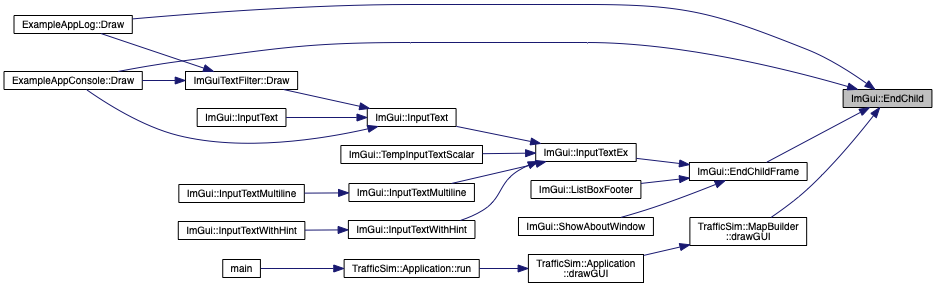 ExampleAppLog::Draw
ExampleAppConsole::Draw
ImGuiTextFilter::Draw
ImGui::EndChild
ImGui::InputText
ImGui::InputText
ImGui::TempInputTextScalar
ImGui::InputTextEx
ImGui::EndChildFrame
ImGui::InputTextMultiline
ImGui::InputTextMultiline
ImGui::ListBoxFooter
ImGui::InputTextWithHint
ImGui::InputTextWithHint
ImGui::ShowAboutWindow
TrafficSim::MapBuilder
::drawGUI
main
TrafficSim::Application::run
TrafficSim::Application
::drawGUI